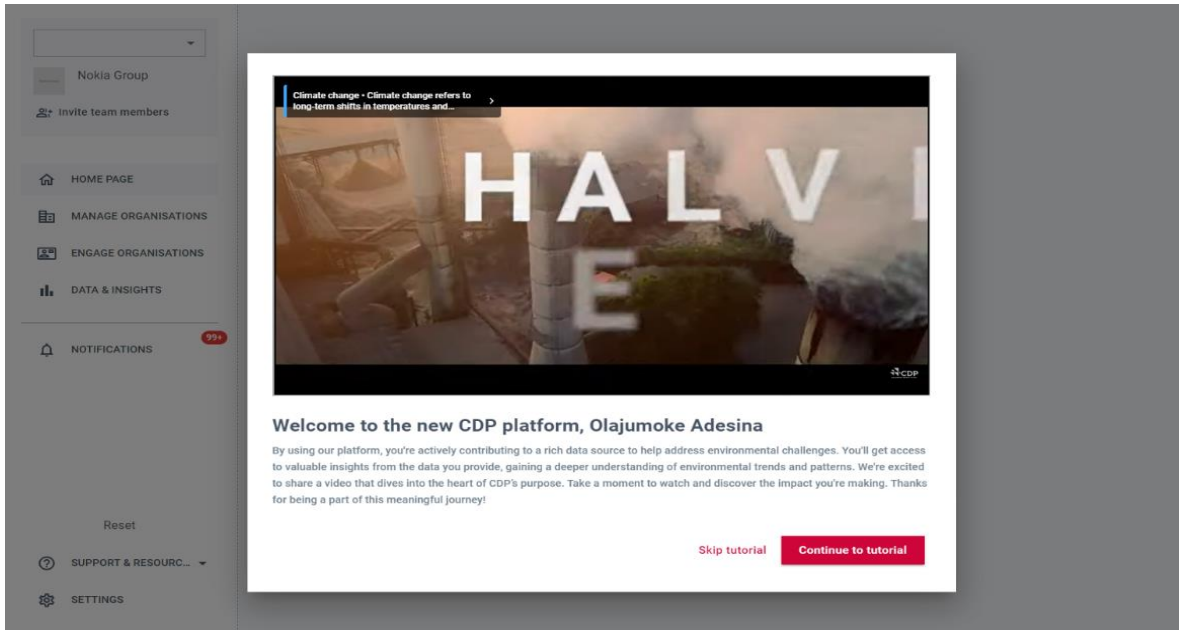 Nokia Group
Invite team members
HOME PAGE
MANAGE ORGANISATIONS
ENGAGE ORGANISATIONS
DATA & INSIGHTS
99+
NOTIFICATIONS
Reset
SUPPORT & RESOURC...
SETTINGS
Climate change - Climate change refers to
long-term shifts in temperatures and...
HALV
E
CDP
Welcome to the new CDP platform, Olajumoke Adesina
By using our platform, you're actively contributing to a rich data source to help address environmental challenges. You'll get access
to valuable insights from the data you provide, gaining a deeper understanding of environmental trends and patterns. We're excited
to share a video that dives into the heart of CDP's purpose. Take a moment to watch and discover the impact you're making. Thanks
for being a part of this meaningful journey!
Skip tutorial
Continue to tutorial